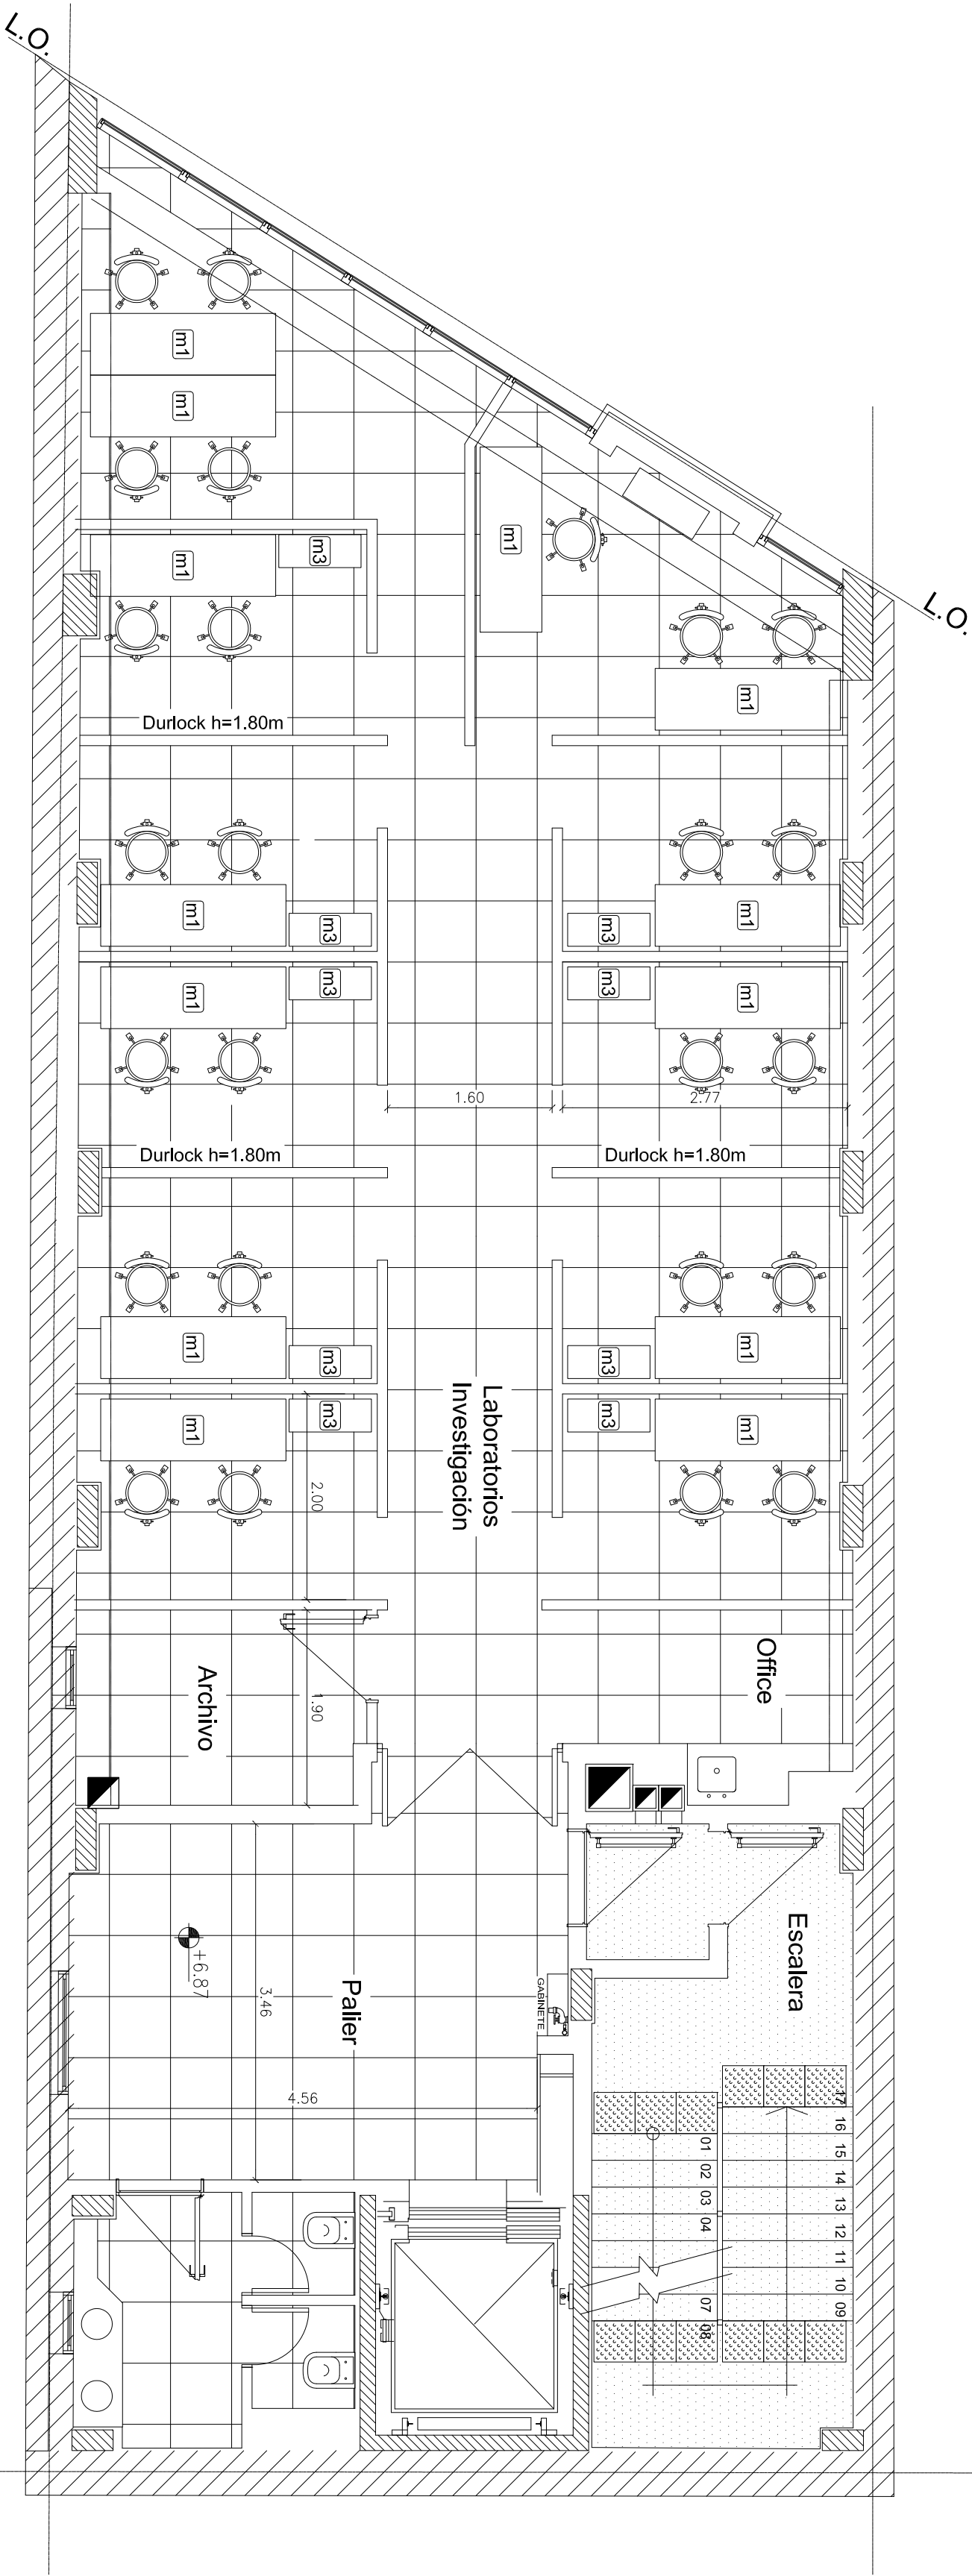 L.O.
L.O.
m1
m1
m1
m3
m1
m1
Durlock h=1.80m
m1
m3
m3
m1
m1
m3
m3
m1
1.60
2.77
Durlock h=1.80m
Durlock h=1.80m
m1
m3
m3
m1
m1
m3
m3
m1
Laboratorios
Investigación
2.00
Office
Archivo
1.90
Escalera
+6.87
3.46
Palier
GABINETE
4.56
17
16
15
14
13
12
11
10
09
01
02
03
04
07
08